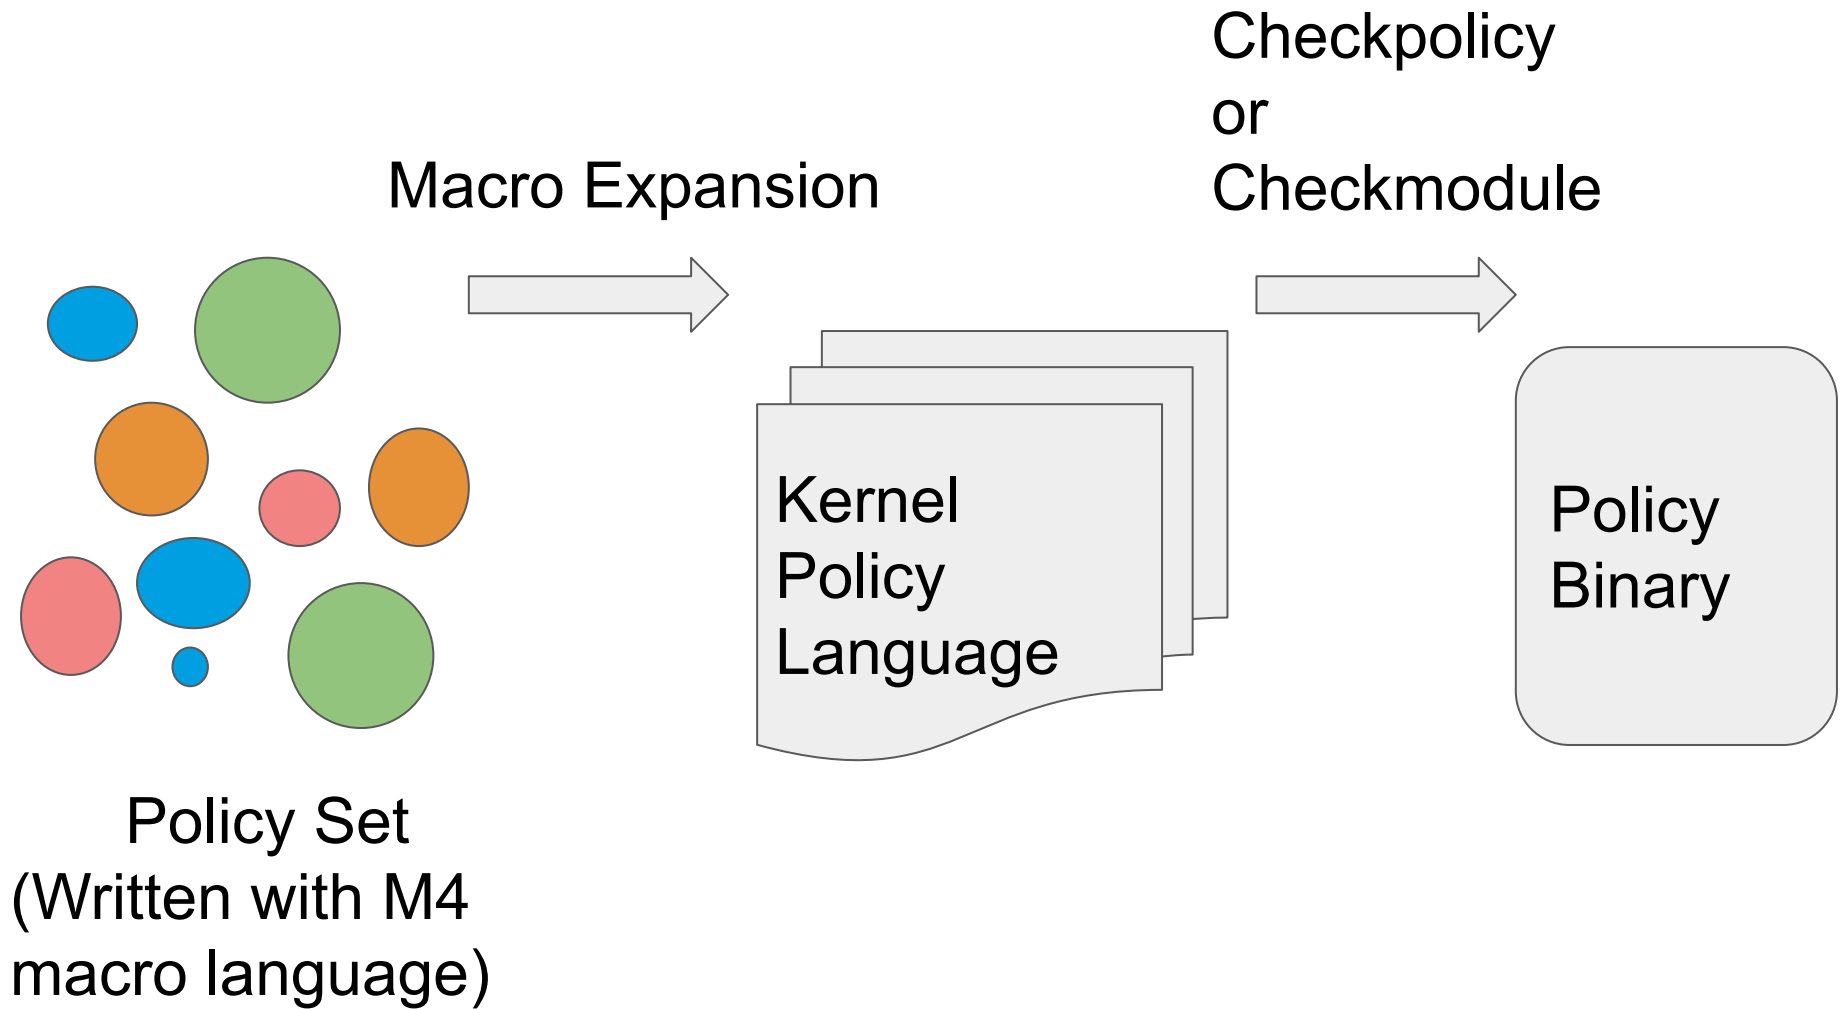 Checkpolicy
or
Checkmodule
Macro Expansion
Kernel
Policy
Language
Policy
Binary
Policy Set
(Written with M4
macro language)